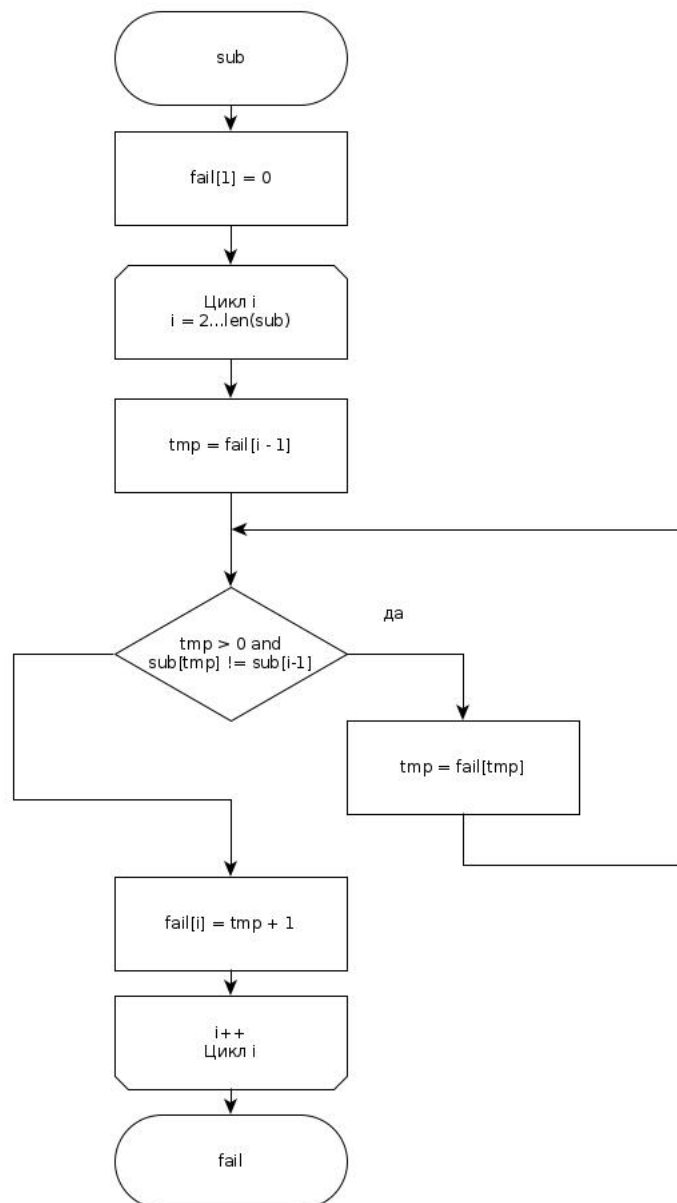 sub
fail[1] = 0
Цикл i
i = 2...len(sub)
tmp = fail[i - 1]
да
tmp > 0 and
sub[tmp] != sub[i-1]
tmp = fail[tmp]
fail[i] = tmp + 1
i++
Цикл i
fail